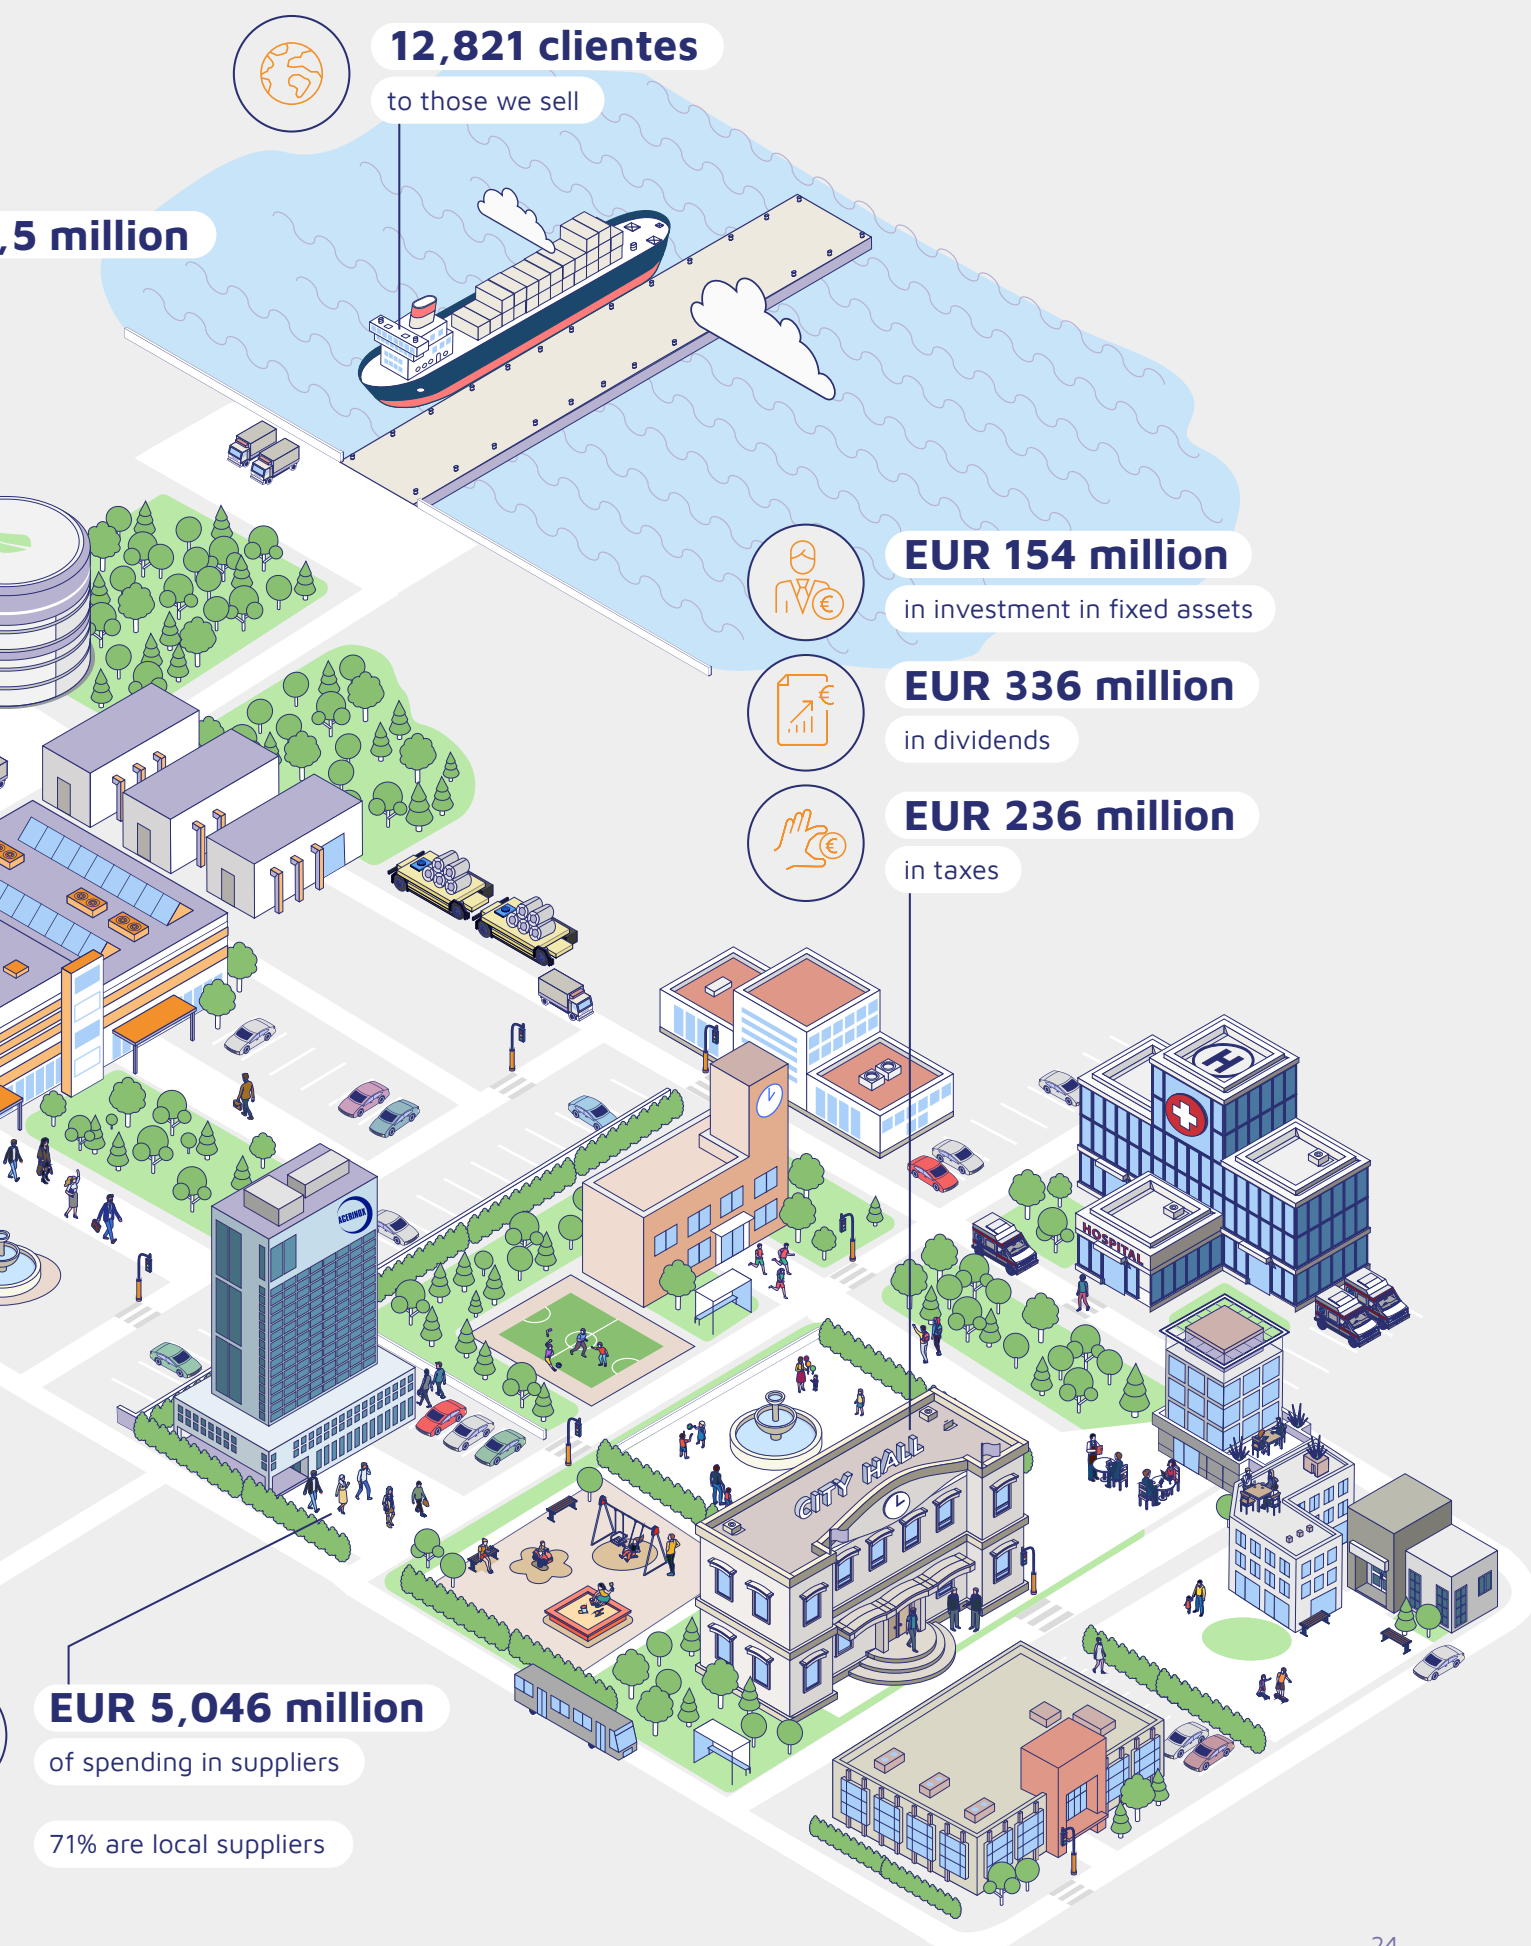 12,821 clientes
to those we sell
,5 million
EUR 154 million
in investment in fixed assets
EUR 336 million
in dividends
EUR 236 million
in taxes
H
ACERINOX
HOSPITAL
CITY HALL
EUR 5,046 million
of spending in suppliers
71% are local suppliers
24